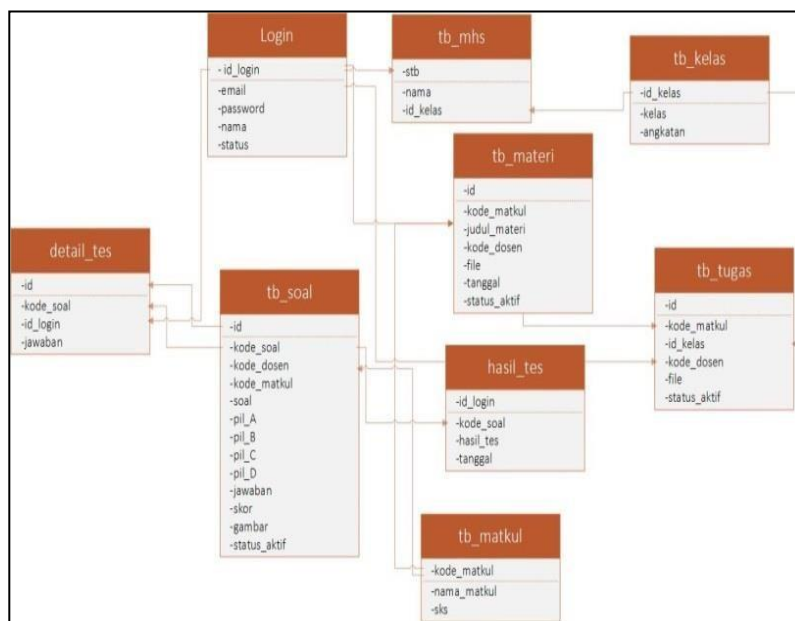 Login
- id_login
-email
-password
-nama
-status
tb_mhs
-stb
-nama
-id_kelas
tb_kelas
-id_kelas
-kelas
-angkatan
tb_materi
-id
-kode_matkul
-judul_materi
-kode_dosen
-file
-tanggal
-status_aktif
detail_tes
-id
-kode_soal
-id_login
-jawaban
tb_soal
-id
-kode_soal
-kode_dosen
-kode_matkul
-soal
-pil_A
-pil_B
-pil_C
-pil_D
-jawaban
-skor
-gambar
-status_aktif
tb_tugas
-id
-kode_matkul
-id_kelas
-kode_dosen
-file
-status_aktif
hasil_tes
-id_login
-kode_soal
-hasil_tes
-tanggal
tb_matkul
-kode_matkul
-nama_matkul
-sks